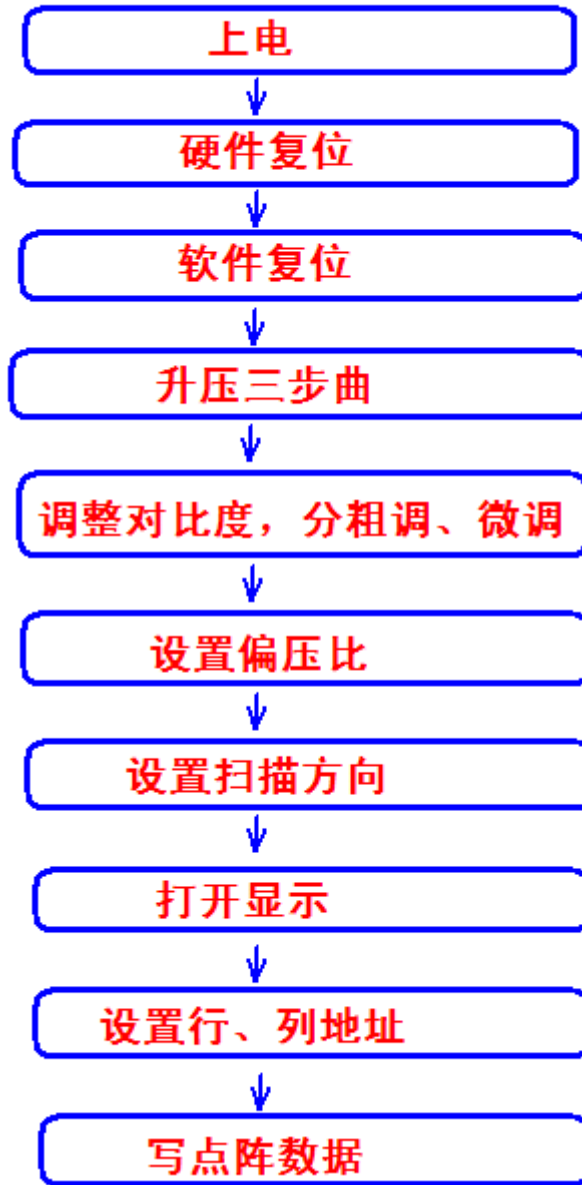 上电
硬件复位
软件复位
升压三步曲
调整对比度，分粗调、微调
设置偏压比
设置扫描方向
打开显示
设置行、列地址
写点阵数据